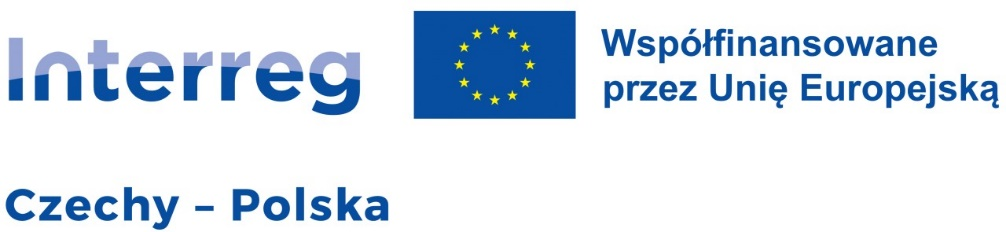 Interreg
Współfinansowane
przez Unię Europejską
Czechy – Polska